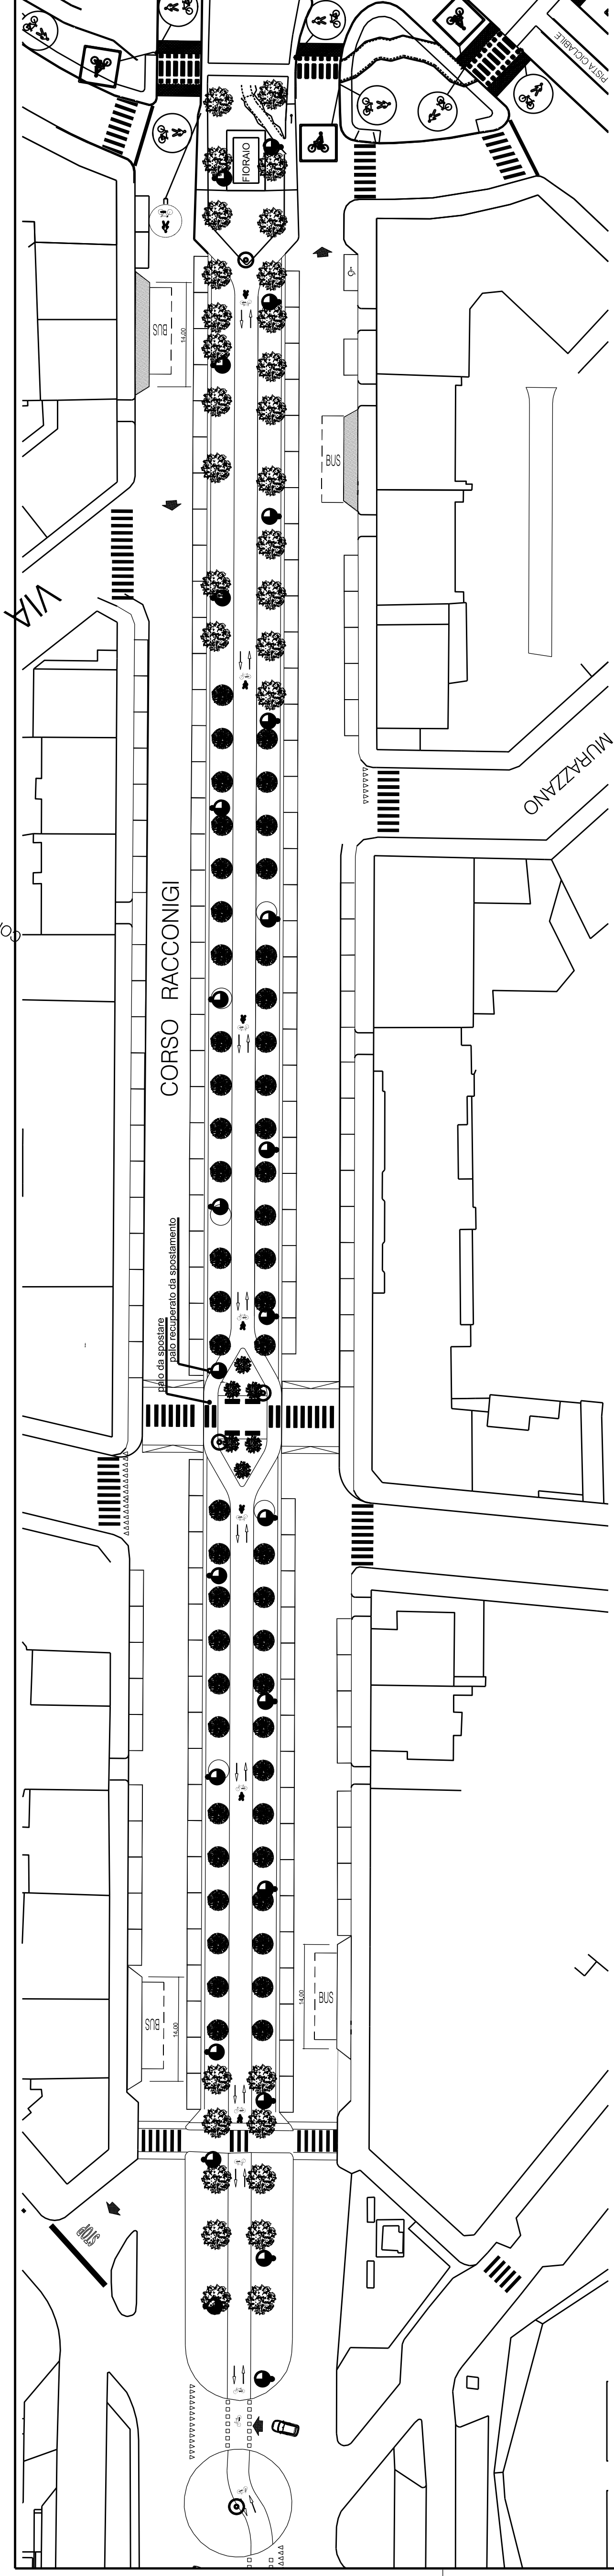 PISTA CICLABILE
FIORAIO
BUS
14,00
BUS
VIA
MURAZZANO
CORSO RACCONIGI
palo da spostare
palo recuperato da spostamento
BUS
14,00
14,00
BUS
STOP